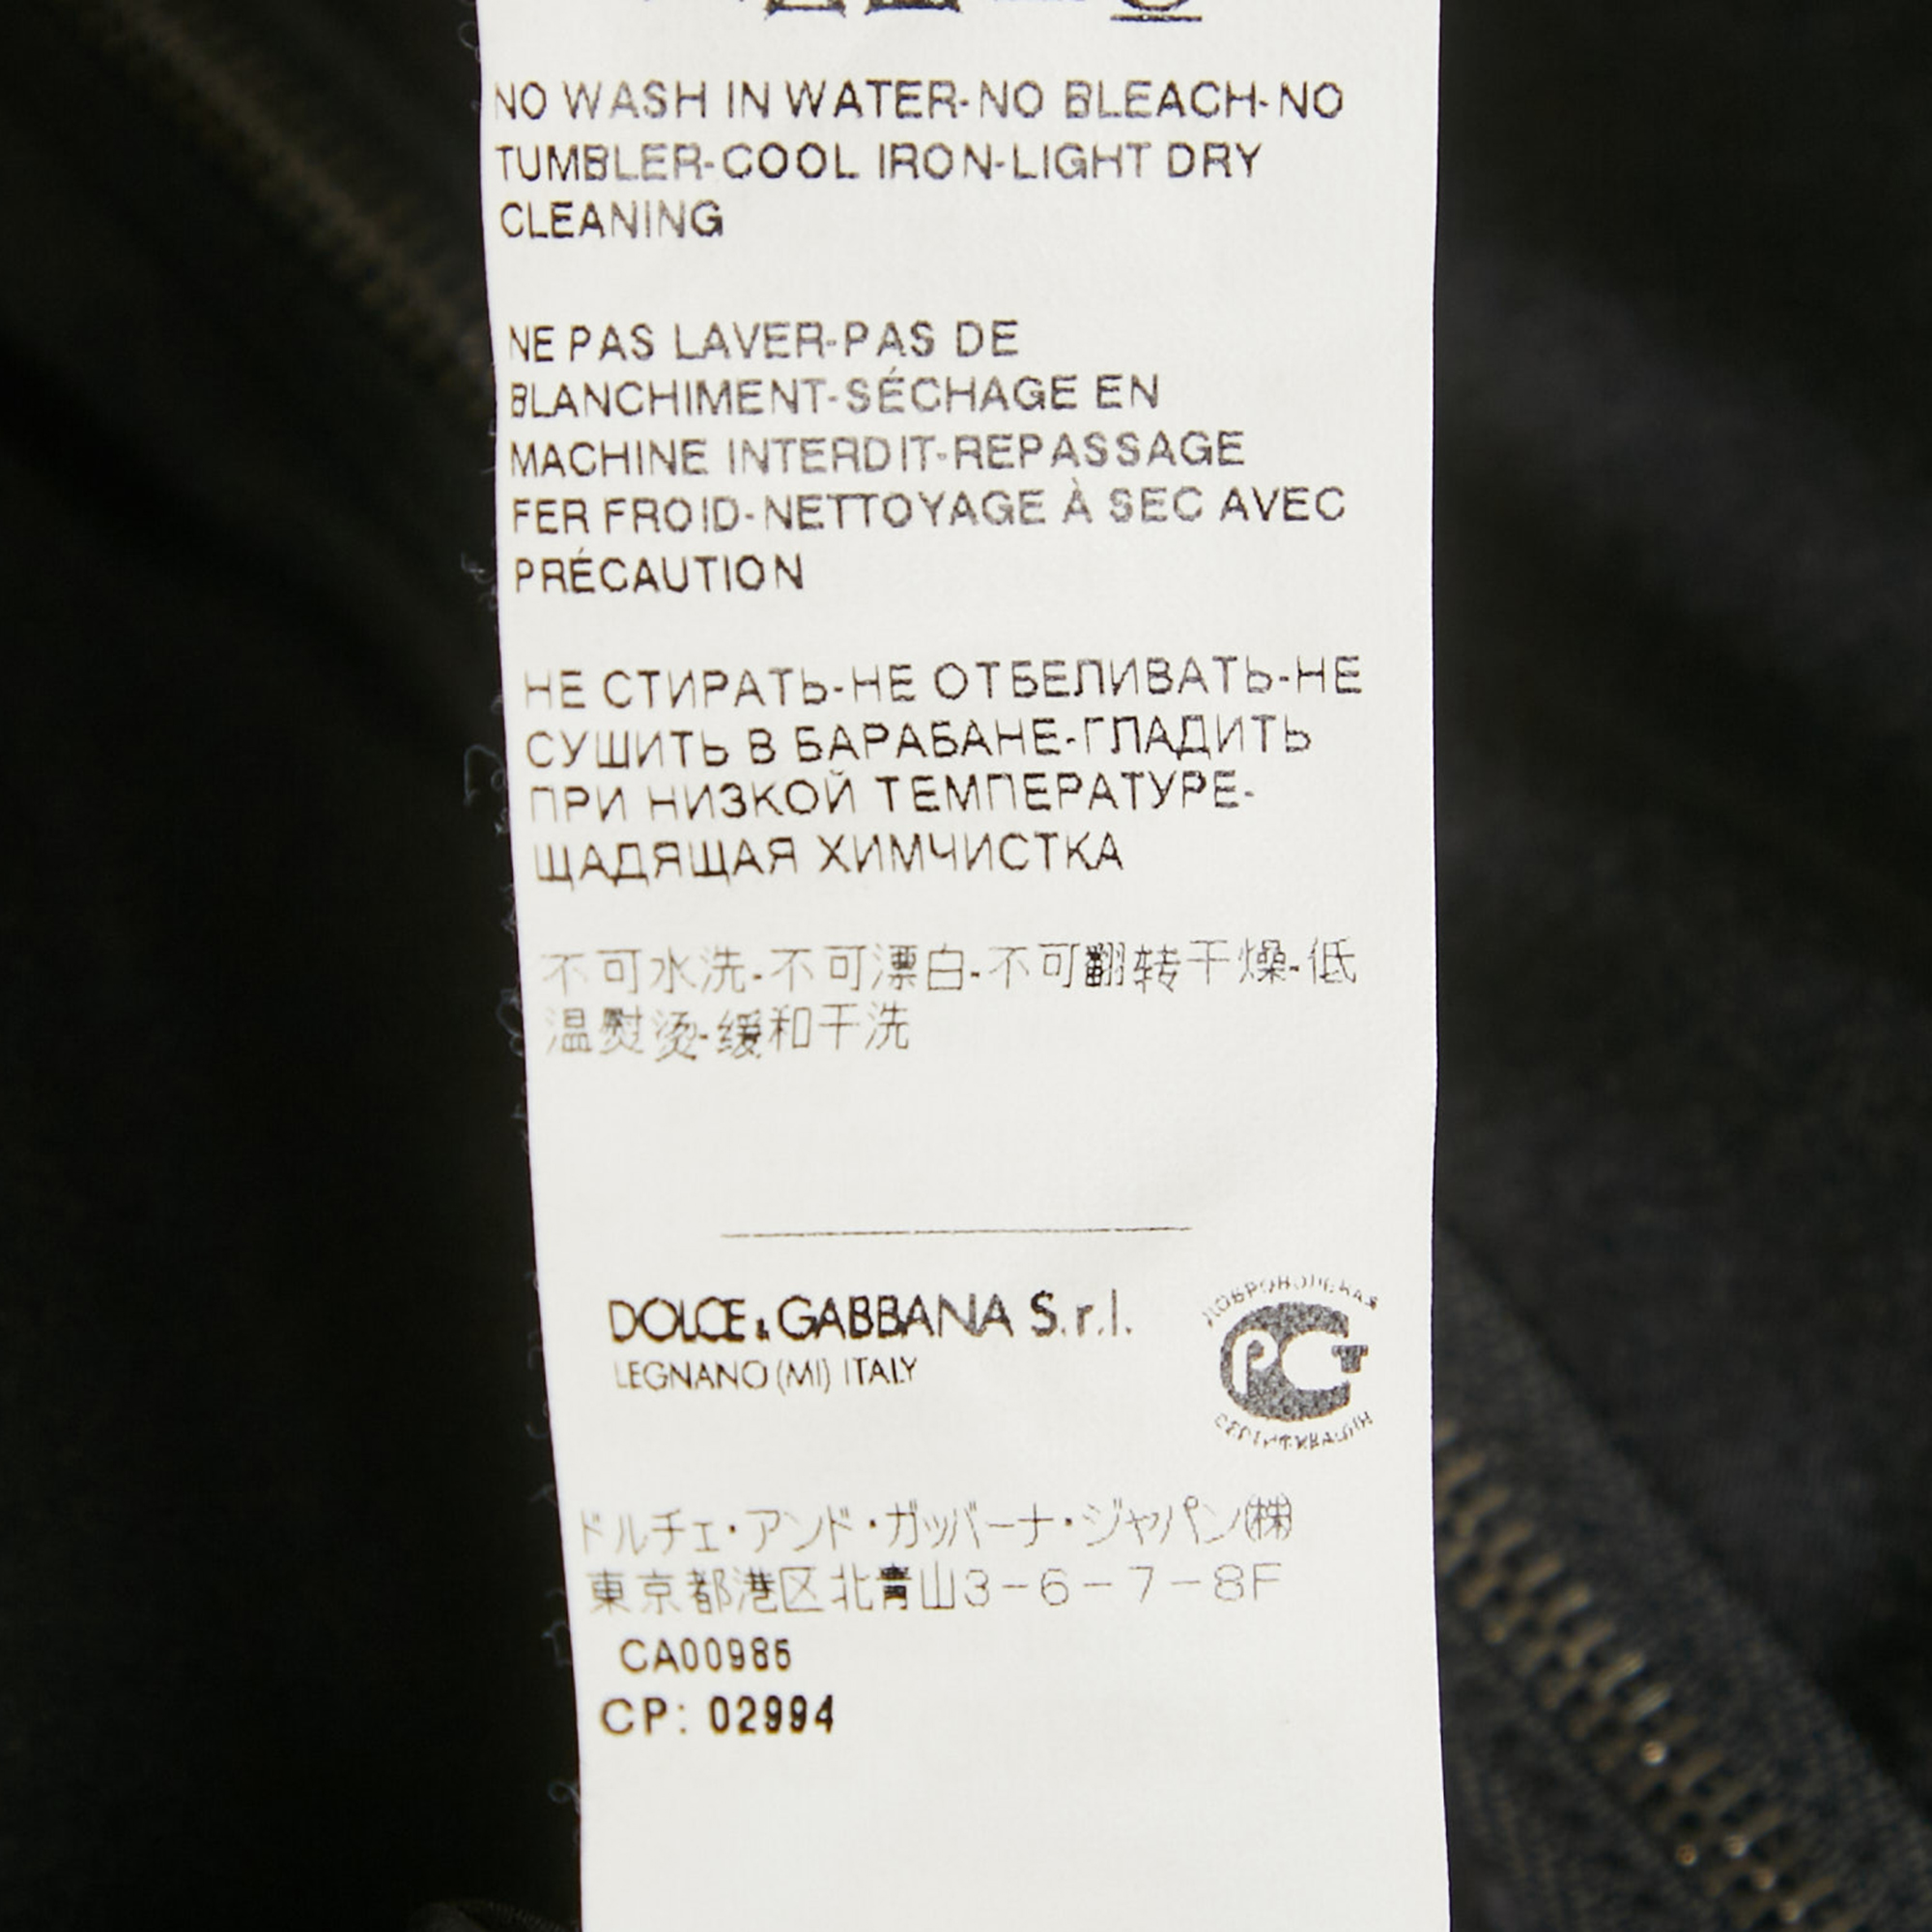 NO WASH IN WATER-NO BLEACH-NO
TUMBLER-COOL IRON-LIGHT DRY
CLEANING
NE PAS LAVER-PAS DE
BLANCHIMENT-SÉCHAGE EN
MACHINE INTERDIT-REPASSAGE
FER FROID-NETTOYAGE À SEC AVEC
PRÉCAUTION
НЕ СТИРАТЬ-НЕ ОТБЕЛИВАТЬ-НЕ
СУШИТЬ В БАРАБАНЕ-ГЛАДИТЬ
ПРИ НИЗКОЙ ТЕМПЕРАТУРЕ-
ЩАДЯЩАЯ ХИМЧИСТКА
不可水洗-不可漂白-不可翻转干燥-低
温熨烫-缓和干洗
DOLCE & GABBANA S.r.l.
LEGNANO (MI) ITALY
РСТ
ドルチェ・アンド・ガッバーナ・ジャパン㈱
東京都港区北青山3-6-7-8F
CA00985
CP: 02994